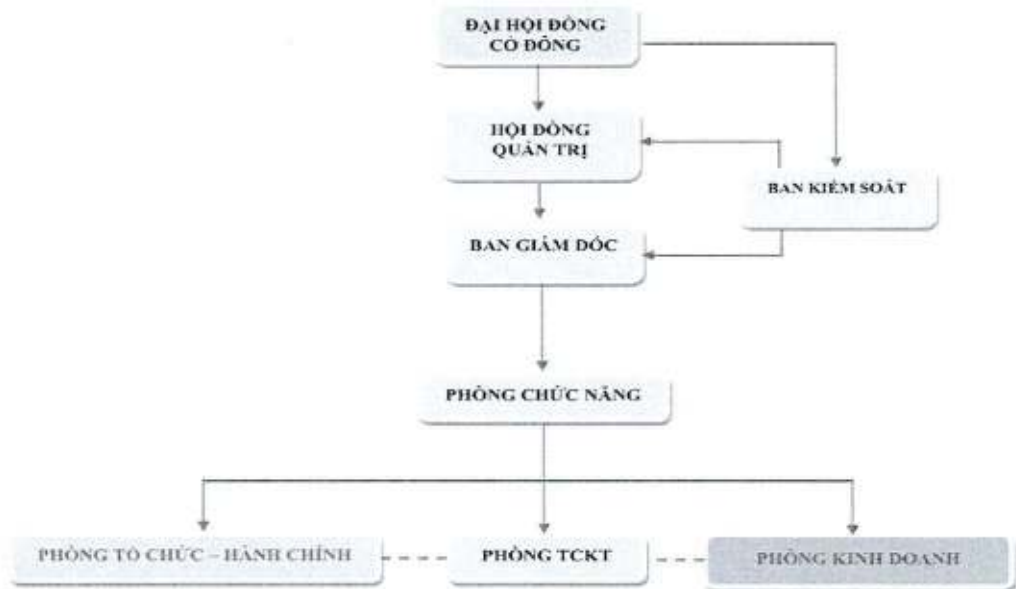 ĐẠI HỘI ĐỒNG
CỔ ĐÔNG
HỘI ĐỒNG
QUẢN TRỊ
BAN KIỂM SOÁT
BAN GIÁM ĐỐC
PHÒNG CHỨC NĂNG
PHÒNG TỔ CHỨC – HÀNH CHÍNH
PHÒNG TCKT
PHÒNG KINH DOANH